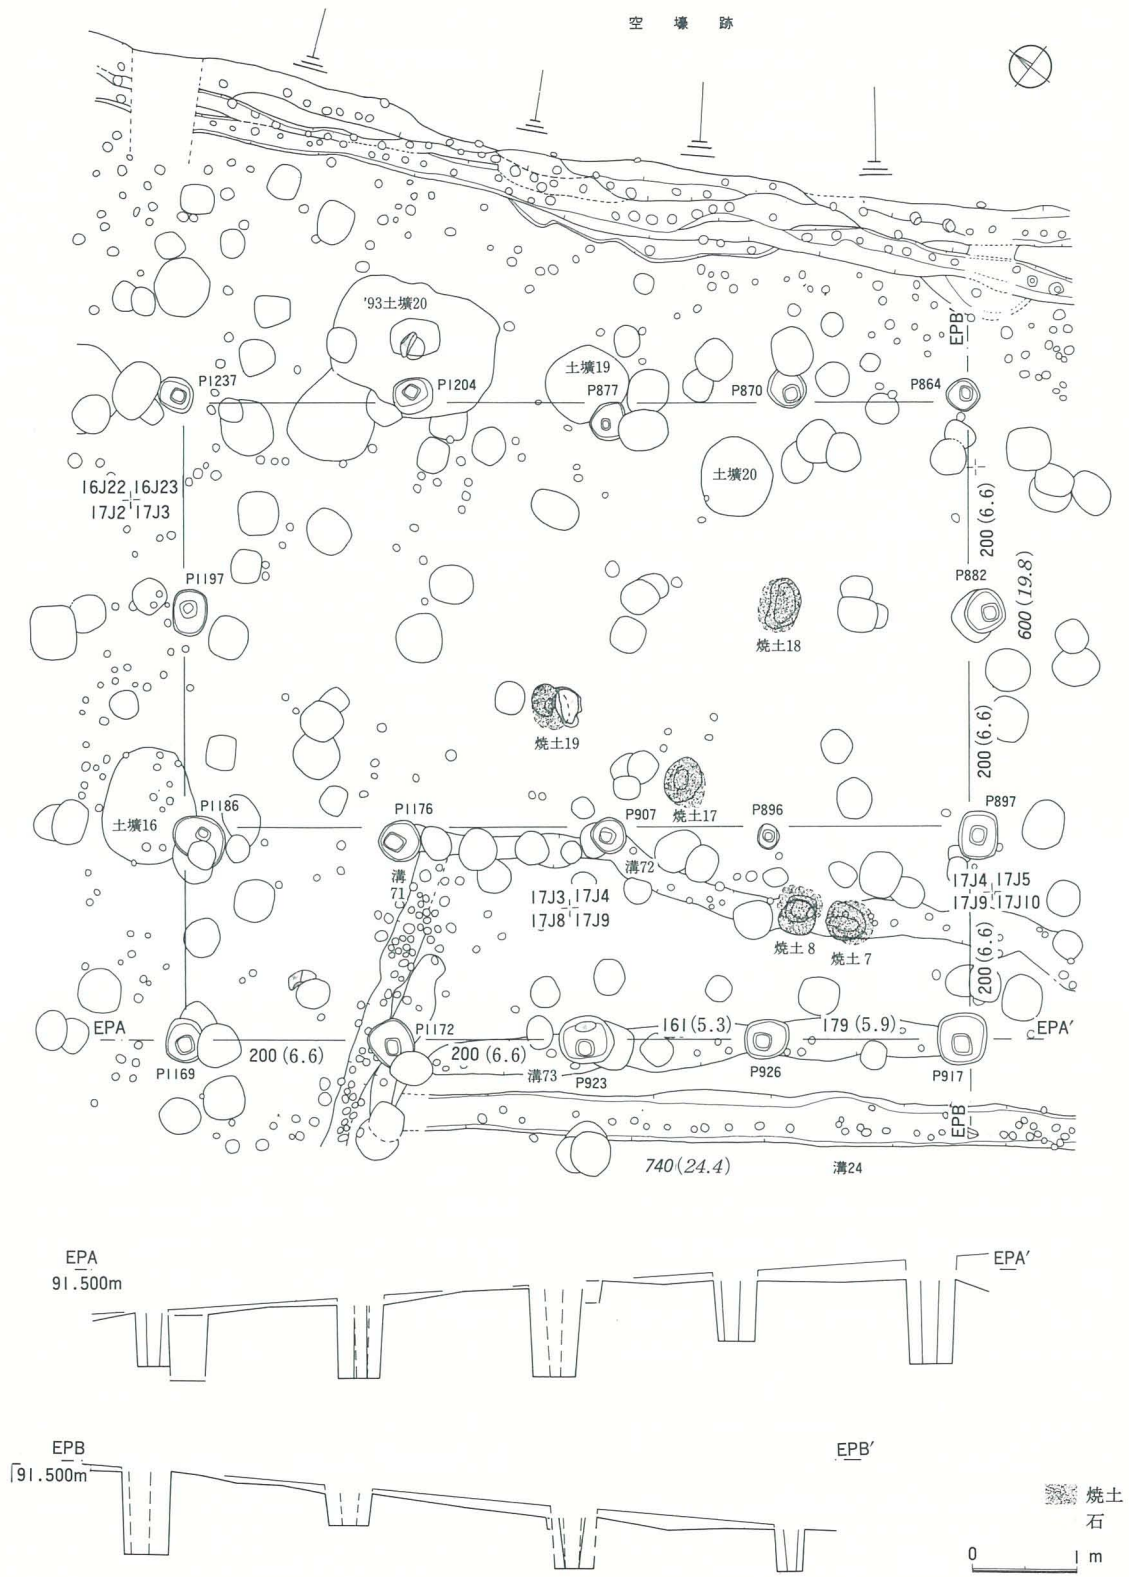 空壕跡
EPB′
'93土壙20
土壙19
P1237
P1204
P877
P870
P864
土壙20
16J22 16J23
17J2 17J3
200 (6.6)
P1197
P882
600 (19.8)
焼土18
焼土19
200 (6.6)
焼土17
P1186
P1176
P907
P896
P897
土壙16
溝71
溝72
17J3 17J4
17J8 17J9
17J4 17J5
17J9 17J10
焼土8
焼土7
200 (6.6)
EPA
161 (5.3)
179 (5.9)
EPA′
P1172
200 (6.6)
200 (6.6)
P1169
溝73
P923
P926
P917
EPB
740 (24.4)
溝24
EPA
91.500m
EPA′
EPB
91.500m
EPB′
焼土
石
0 1 m